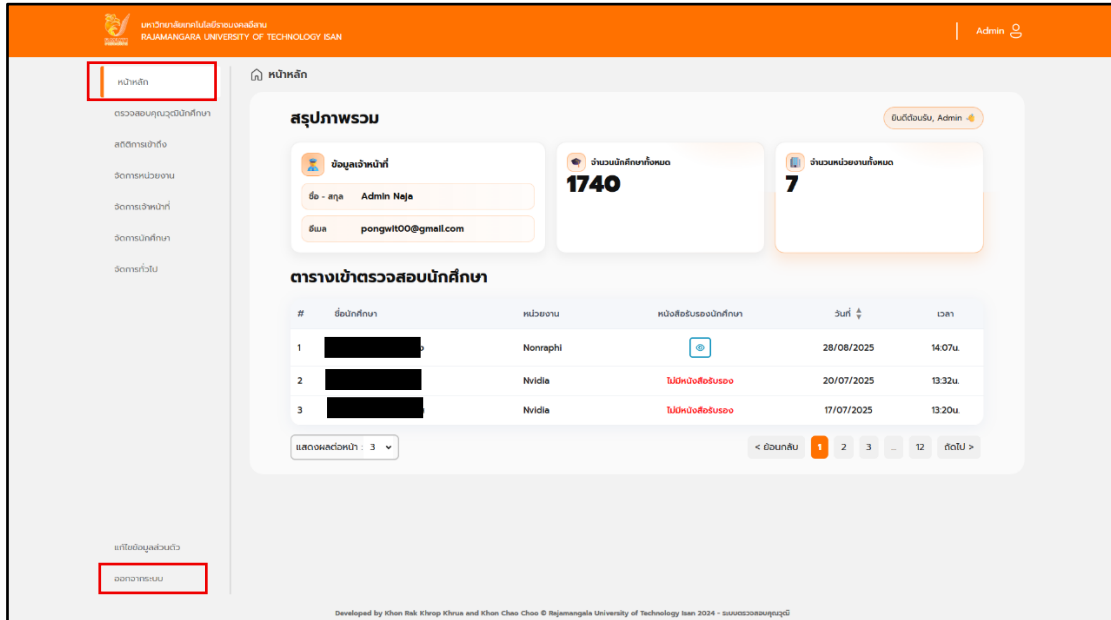 มหาวิทยาลัยเทคโนโลยีราชมงคลอีสาน
RAJAMANGARA UNIVERSITY OF TECHNOLOGY ISAN
Admin
หน้าหลัก
ตรวจสอบคุณวุฒินักศึกษา
สถิติการเข้าถึง
จัดการหน่วยงาน
จัดการเจ้าหน้าที่
จัดการนักศึกษา
จัดการทั่วไป
แก้ไขข้อมูลส่วนตัว
ออกจากระบบ
หน้าหลัก
สรุปภาพรวม
ยินดีต้อนรับ, Admin
ข้อมูลเจ้าหน้าที่
ชื่อ - สกุล Admin Naja
อีเมล pongwit00@gmail.com
จำนวนนักศึกษาทั้งหมด
1740
จำนวนหน่วยงานทั้งหมด
7
ตารางเข้าตรวจสอบนักศึกษา
# ชื่อนักศึกษา หน่วยงาน หนังสือรับรองนักศึกษา วันที่ เวลา
1 Nonraphi 28/08/2025 14:07น.
2 Nvidia ไม่มีหนังสือรับรอง 20/07/2025 13:32น.
3 Nvidia ไม่มีหนังสือรับรอง 17/07/2025 13:20น.
แสดงผลต่อหน้า : 3
< ย้อนกลับ 1 2 3 ... 12 ถัดไป >
Developed by Khon Rak Khrop Khrua and Khon Chao Choo © Rajamangala University of Technology Isan 2024 - ระบบตรวจสอบคุณวุฒิ